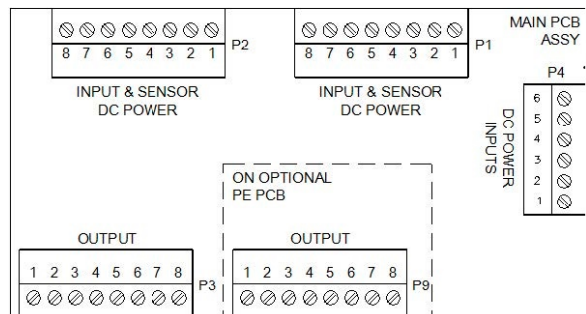 8 7 6 5 4 3 2 1
P2
INPUT & SENSOR
DC POWER
8 7 6 5 4 3 2 1
P1
INPUT & SENSOR
DC POWER
MAIN PCB
ASSY
P4
6
5
4
3
2
1
DC POWER
INPUTS
ON OPTIONAL
PE PCB
OUTPUT
1 2 3 4 5 6 7 8
P3
OUTPUT
1 2 3 4 5 6 7 8
P9